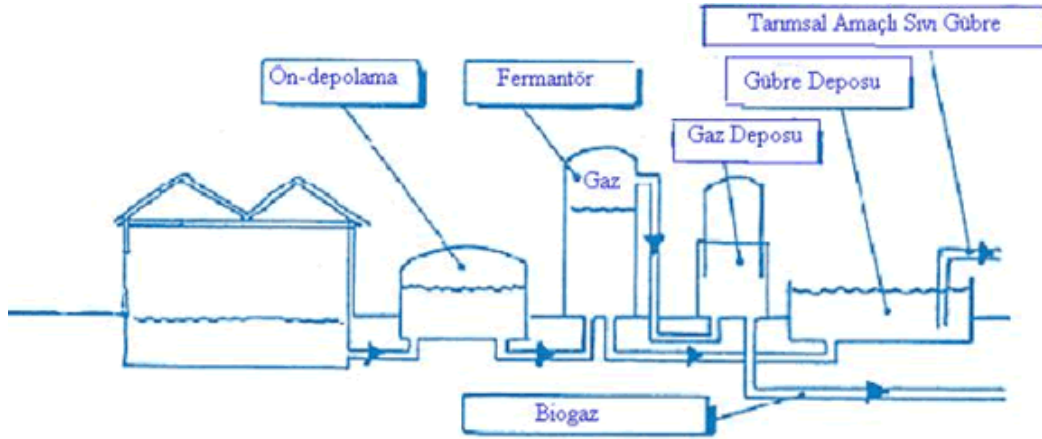 Tarımsal Amaçlı Sıvı Gübre
Ön-depolama
Fermantör
Gübre Deposu
Gaz Deposu
Gaz
Biogaz